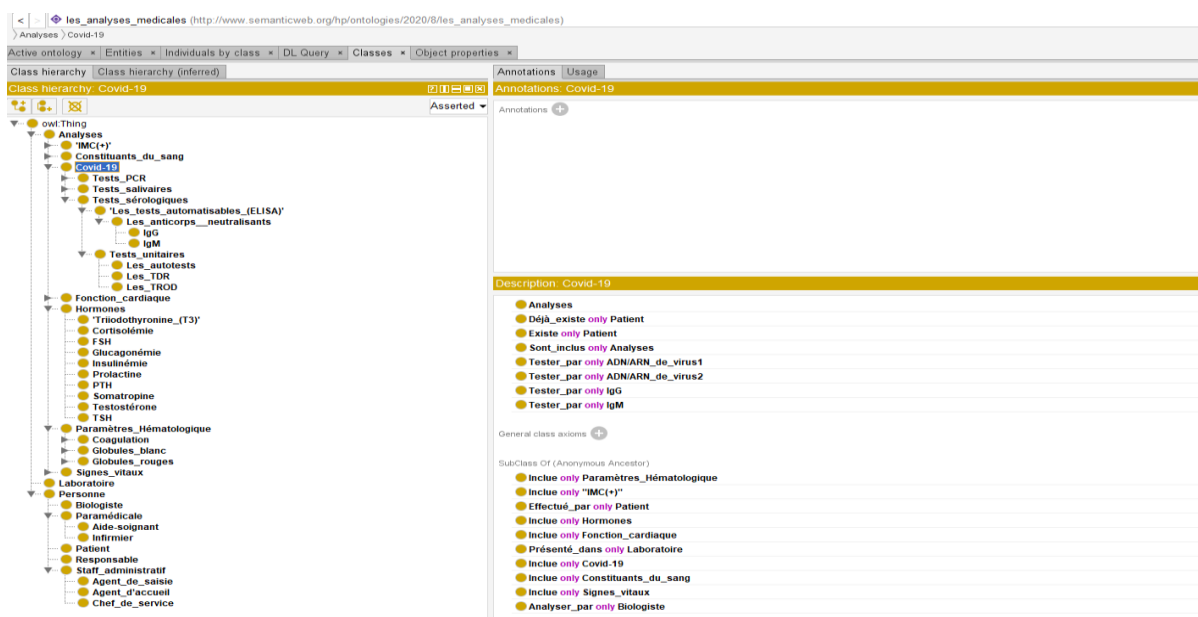 les_analyses_medicales (http://www.semanticweb.org/hp/ontologies/2020/8/les_analyses_medicales)
Analyses Covid-19
Active ontology × Entities × Individuals by class × DL Query × Classes × Object properties ×
Class hierarchy Class hierarchy (inferred)
Class hierarchy: Covid-19
Asserted
owl:Thing
Analyses
'IMC(+)'
Constituants_du_sang
Covid-19
Tests_PCR
Tests_salivaires
Tests_sérologiques
'Les_tests_automatisables_(ELISA)'
Les_anticorps__neutralisants
IgG
IgM
Tests_unitaires
Les_autotests
Les_TDR
Les_TROD
Fonction_cardiaque
Hormones
'Triiodothyronine_(T3)'
Cortisolémie
FSH
Glucagonémie
Insulinémie
Prolactine
PTH
Somatropine
Testostérone
TSH
Paramètres_Hématologique
Coagulation
Globules_blanc
Globules_rouges
Signes_vitaux
Laboratoire
Personne
Biologiste
Paramédicale
Aide-soignant
Infirmier
Patient
Responsable
Staff_administratif
Agent_de_saisie
Agent_d'accueil
Chef_de_service
Annotations Usage
Annotations: Covid-19
Annotations
Description: Covid-19
Analyses
Déjà_existe only Patient
Existe only Patient
Sont_inclus only Analyses
Tester_par only ADN/ARN_de_virus1
Tester_par only ADN/ARN_de_virus2
Tester_par only IgG
Tester_par only IgM
General class axioms
SubClass Of (Anonymous Ancestor)
Inclue only Paramètres_Hématologique
Inclue only "IMC(+)"
Effectué_par only Patient
Inclue only Hormones
Inclue only Fonction_cardiaque
Présenté_dans only Laboratoire
Inclue only Covid-19
Inclue only Constituants_du_sang
Inclue only Signes_vitaux
Analyser_par only Biologiste